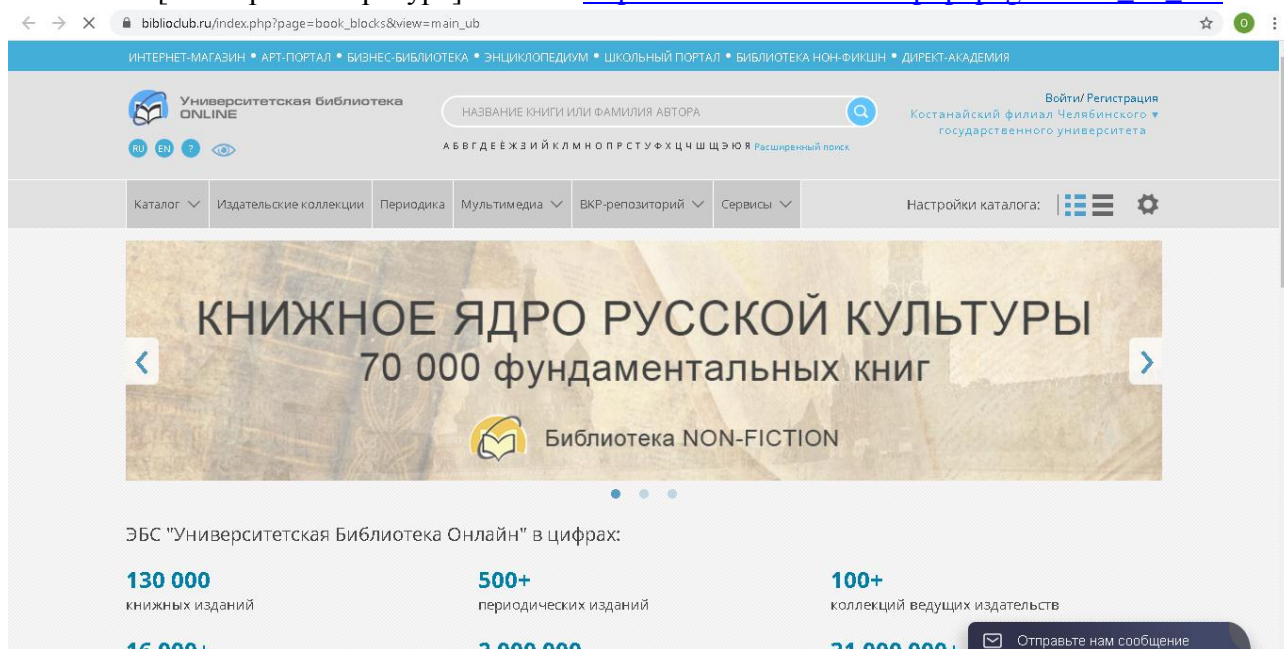 biblioclub.ru/index.php?page=book_blocks&view=main_ub
О
ИНТЕРНЕТ-МАГАЗИН • АРТ-ПОРТАЛ • БИЗНЕС-БИБЛИОТЕКА • ЭНЦИКЛОПЕДИУМ • ШКОЛЬНЫЙ ПОРТАЛ • БИБЛИОТЕКА НОН-ФИКШН • ДИРЕКТ-АКАДЕМИЯ
Университетская библиотека
ONLINE
НАЗВАНИЕ КНИГИ ИЛИ ФАМИЛИЯ АВТОРА
Войти/ Регистрация
Костанайский филиал Челябинского ▾
государственного университета
RU EN ?
А Б В Г Д Е Ё Ж З И Й К Л М Н О П Р С Т У Ф Х Ц Ч Ш Щ Э Ю Я Расширенный поиск
Каталог Издательские коллекции Периодика Мультимедиа ВКР-репозиторий Сервисы Настройки каталога:
КНИЖНОЕ ЯДРО РУССКОЙ КУЛЬТУРЫ
70 000 фундаментальных книг
Библиотека NON-FICTION
ЭБС "Университетская Библиотека Онлайн" в цифрах:
130 000 500+ 100+
книжных изданий периодических изданий коллекций ведущих издательств
Отправьте нам сообщение